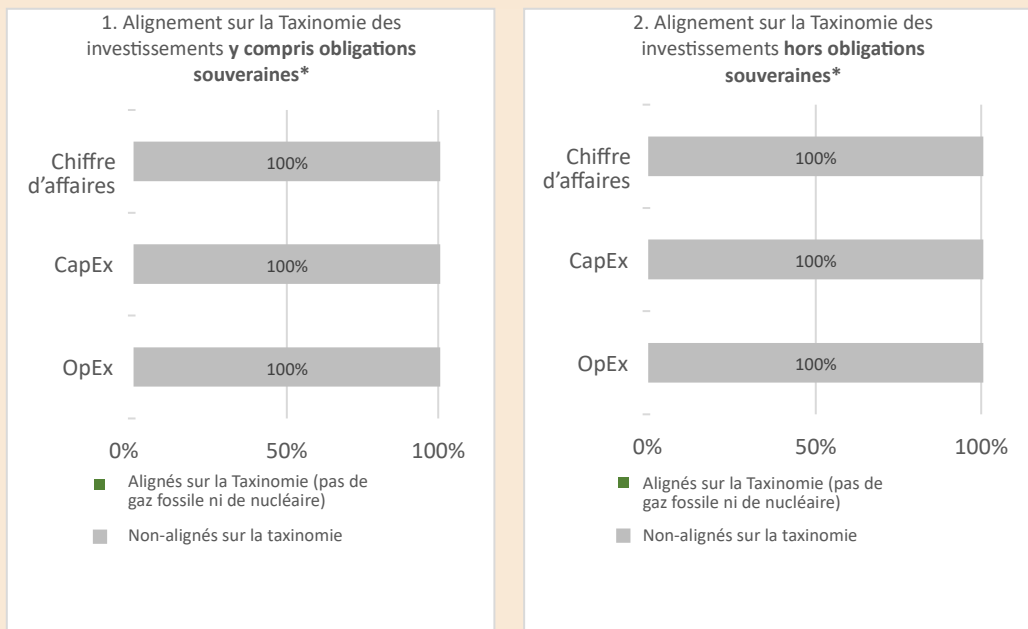 1. Alignement sur la Taxinomie des
investissements y compris obligations
souveraines*
Chiffre
d’affaires
100%
CapEx
100%
OpEx
100%
0%
50%
100%
Alignés sur la Taxinomie (pas de
gaz fossile ni de nucléaire)
Non-alignés sur la taxinomie
2. Alignement sur la Taxinomie des
investissements hors obligations
souveraines*
Chiffre
d’affaires
100%
CapEx
100%
OpEx
100%
0%
50%
100%
Alignés sur la Taxinomie (pas de
gaz fossile ni de nucléaire)
Non-alignés sur la taxinomie